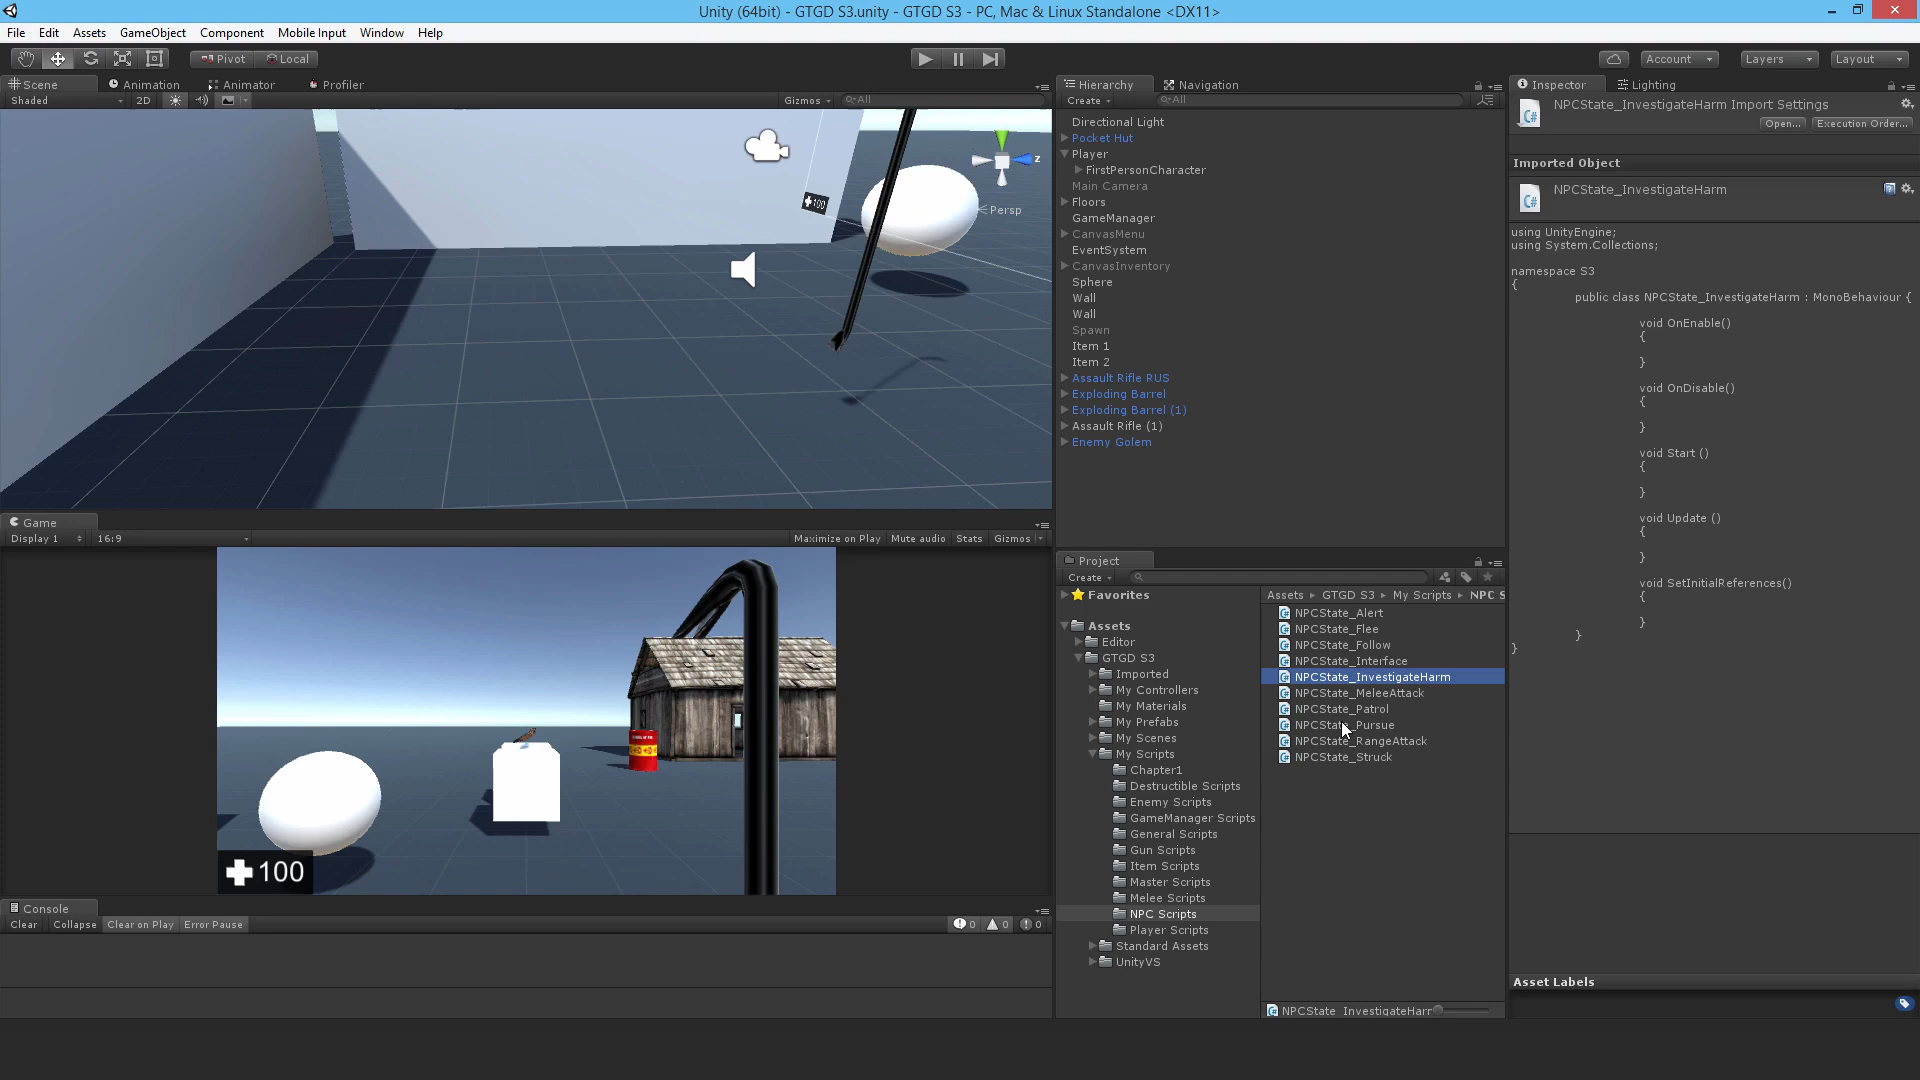 Unity (64bit) - GTGD S3.unity - GTGD S3 - PC, Mac & Linux Standalone <DX11>
File Edit Assets GameObject Component Mobile Input Window Help
Pivot Local Account Layers Layout
Scene Animation Animator Profiler
Shaded 2D Gizmos All
+100
z
Persp
Game
Display 1 16:9 Maximize on Play Mute audio Stats Gizmos
100
Console
Clear Collapse Clear on Play Error Pause 0 0 0
Hierarchy Navigation
Create All
Directional Light
Pocket Hut
Player
FirstPersonCharacter
Main Camera
Floors
GameManager
CanvasMenu
EventSystem
CanvasInventory
Sphere
Wall
Wall
Spawn
Item 1
Item 2
Assault Rifle RUS
Exploding Barrel
Exploding Barrel (1)
Assault Rifle (1)
Enemy Golem
Project
Create
Favorites
Assets
Editor
GTGD S3
Imported
My Controllers
My Materials
My Prefabs
My Scenes
My Scripts
Chapter1
Destructible Scripts
Enemy Scripts
GameManager Scripts
General Scripts
Gun Scripts
Item Scripts
Master Scripts
Melee Scripts
NPC Scripts
Player Scripts
Standard Assets
UnityVS
Assets ▸ GTGD S3 ▸ My Scripts ▸ NPC S
NPCState_Alert
NPCState_Flee
NPCState_Follow
NPCState_Interface
NPCState_InvestigateHarm
NPCState_MeleeAttack
NPCState_Patrol
NPCState_Pursue
NPCState_RangeAttack
NPCState_Struck
NPCState_InvestigateHarr
Inspector Lighting
NPCState_InvestigateHarm Import Settings
Open... Execution Order...
Imported Object
NPCState_InvestigateHarm
using UnityEngine;
using System.Collections;
namespace S3
{
public class NPCState_InvestigateHarm : MonoBehaviour {
void OnEnable()
{
}
void OnDisable()
{
}
void Start ()
{
}
void Update ()
{
}
void SetInitialReferences()
{
}
}
}
Asset Labels